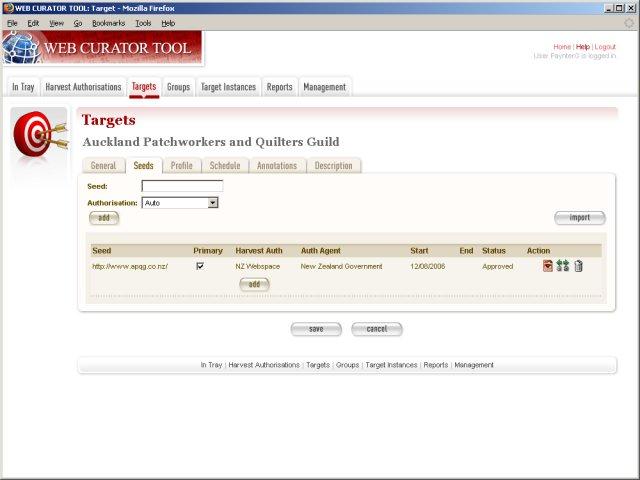 WEB CURATOR TOOL: Target - Mozilla Firefox
File Edit View Go Bookmarks Tools Help
WEB CURATOR TOOL
Home | Help | Logout
User PaynterG is logged in.
In Tray Harvest Authorisations Targets Groups Target Instances Reports Management
Targets
Auckland Patchworkers and Quilters Guild
General Seeds Profile Schedule Annotations Description
Seed:
Authorisation: Auto
add import
Seed Primary Harvest Auth Auth Agent Start End Status Action
http://www.apqg.co.nz/ NZ Webspace New Zealand Government 12/08/2006 Approved
add
save cancel
In Tray | Harvest Authorisations | Targets | Groups | Target Instances | Reports | Management